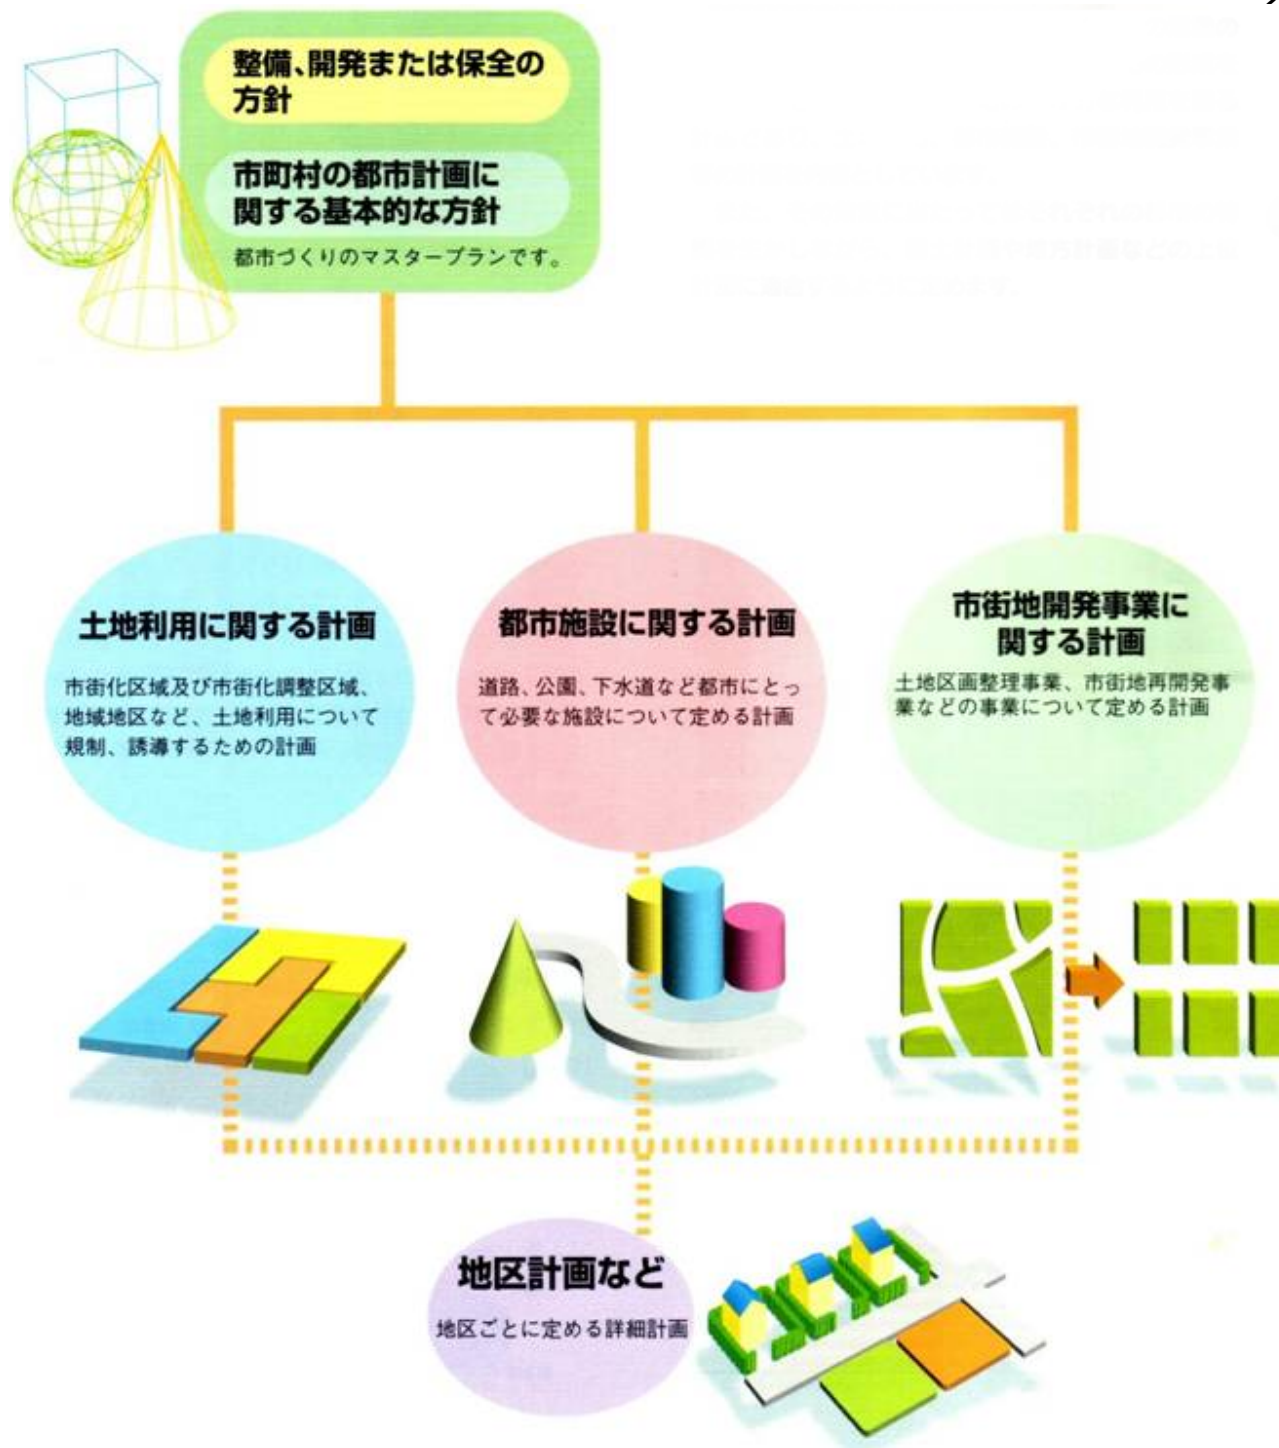 整備、開発または保全の
方針
市町村の都市計画に
関する基本的な方針
都市づくりのマスタープランです。
土地利用に関する計画
市街化区域及び市街化調整区域、
地域地区など、土地利用について
規制、誘導するための計画
都市施設に関する計画
道路、公園、下水道など都市にとっ
て必要な施設について定める計画
市街地開発事業に
関する計画
土地区画整理事業、市街地再開発事
業などの事業について定める計画
地区計画など
地区ごとに定める詳細計画